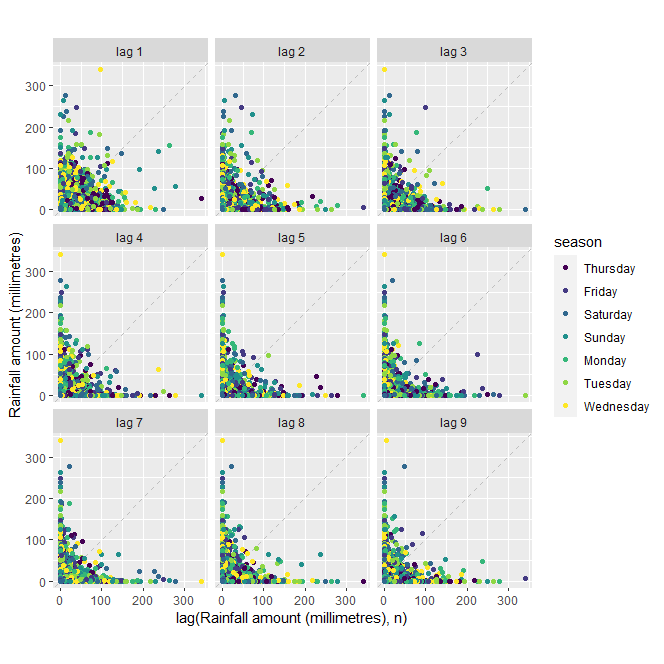 lag 1 lag 2 lag 3
300
200
100
0
lag 4 lag 5 lag 6
300
200
100
0
lag 7 lag 8 lag 9
300
200
100
0
0 100 200 300 0 100 200 300 0 100 200 300
lag(Rainfall amount (millimetres), n)
Rainfall amount (millimetres)
season
Thursday
Friday
Saturday
Sunday
Monday
Tuesday
Wednesday